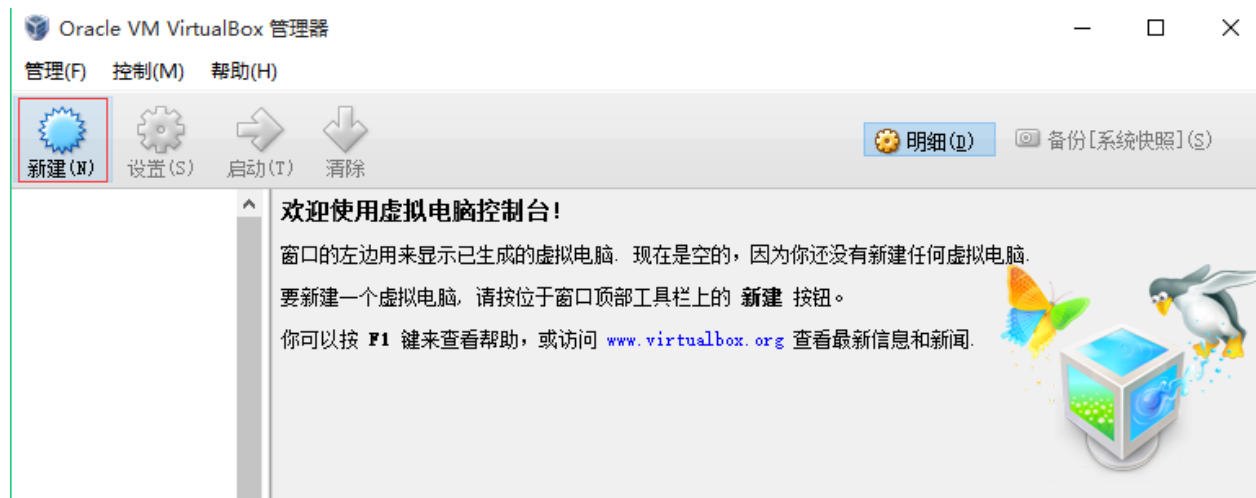 Oracle VM VirtualBox 管理器
管理(F) 控制(M) 帮助(H)
新建(N) 设置(S) 启动(T) 清除 明细(D) 备份[系统快照](S)
欢迎使用虚拟电脑控制台!
窗口的左边用来显示已生成的虚拟电脑. 现在是空的,因为你还没有新建任何虚拟电脑.
要新建一个虚拟电脑, 请按位于窗口顶部工具栏上的 新建 按钮。
你可以按 F1 键来查看帮助,或访问 www.virtualbox.org 查看最新信息和新闻.